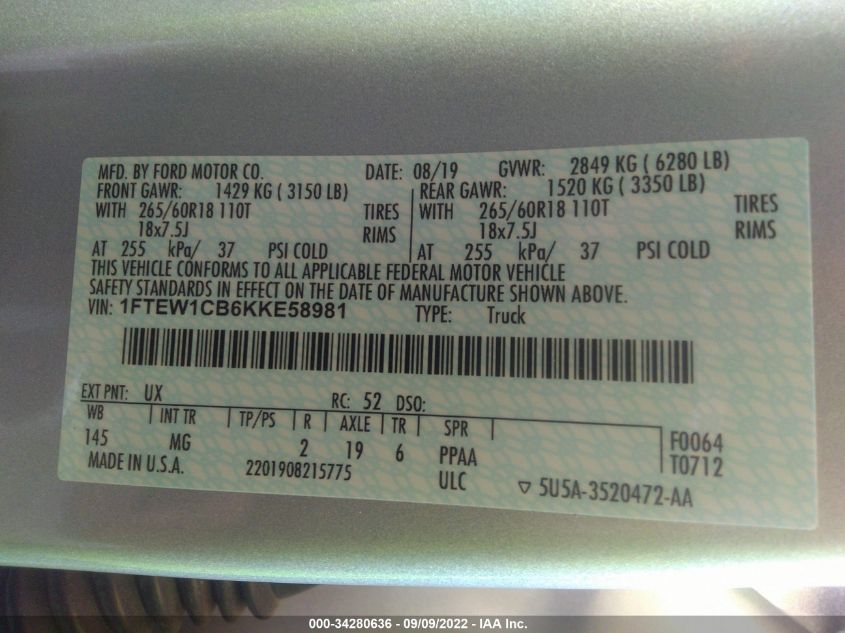 MFD. BY FORD MOTOR CO. DATE: 08/19 GVWR: 2849 KG ( 6280 LB)
FRONT GAWR: 1429 KG ( 3150 LB) REAR GAWR: 1520 KG ( 3350 LB)
WITH 265/60R18 110T TIRES WITH 265/60R18 110T TIRES
18x7.5J RIMS 18x7.5J RIMS
AT 255 kPa/ 37 PSI COLD AT 255 kPa/ 37 PSI COLD
THIS VEHICLE CONFORMS TO ALL APPLICABLE FEDERAL MOTOR VEHICLE
SAFETY STANDARDS IN EFFECT ON THE DATE OF MANUFACTURE SHOWN ABOVE.
VIN: 1FTEW1CB6KKE58981 TYPE: Truck
EXT PNT: UX RC: 52 DSO:
WB INT TR TP/PS R AXLE TR SPR
145 MG 2 19 6 PPAA F0064
MADE IN U.S.A. 2201908215775 ULC T0712
▽ 5U5A-3520472-AA
000-34280636 - 09/09/2022 - IAA Inc.